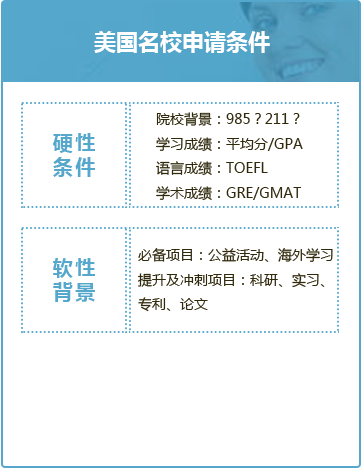 美国名校申请条件
硬性
条件
院校背景：985？211？
学习成绩：平均分/GPA
语言成绩：TOEFL
学术成绩：GRE/GMAT
软性
背景
必备项目：公益活动、海外学习
提升及冲刺项目：科研、实习、
专利、论文